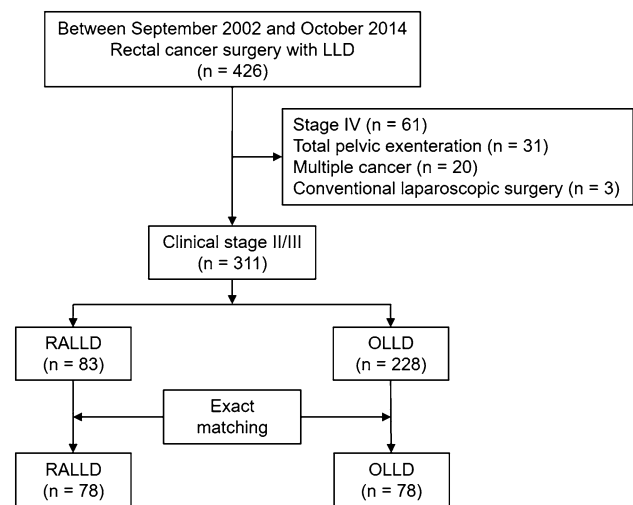 Between September 2002 and October 2014
Rectal cancer surgery with LLD
(n = 426)
Stage IV (n = 61)
Total pelvic exenteration (n = 31)
Multiple cancer (n = 20)
Conventional laparoscopic surgery (n = 3)
Clinical stage II/III
(n = 311)
RALLD
(n = 83)
OLLD
(n = 228)
Exact
matching
RALLD
(n = 78)
OLLD
(n = 78)